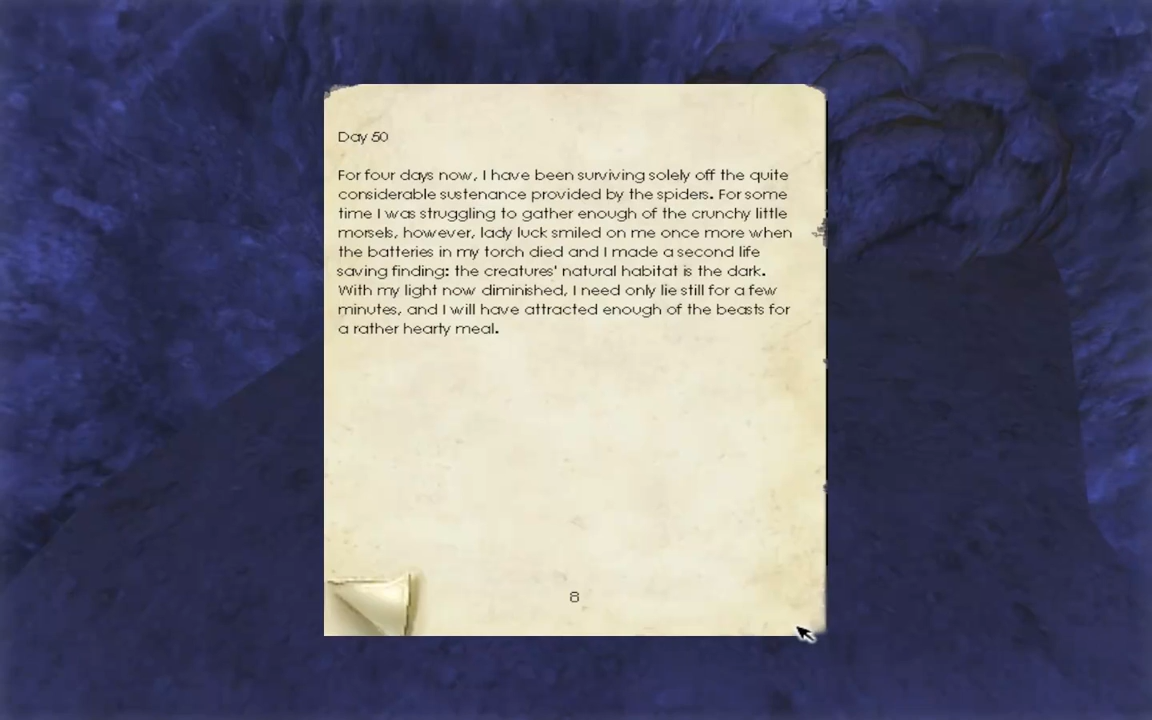 Day 50
For four days now, I have been surviving solely off the quite
considerable sustenance provided by the spiders. For some
time I was struggling to gather enough of the crunchy little
morsels, however, lady luck smiled on me once more when
the batteries in my torch died and I made a second life
saving finding: the creatures' natural habitat is the dark.
With my light now diminished, I need only lie still for a few
minutes, and I will have attracted enough of the beasts for
a rather hearty meal.
8